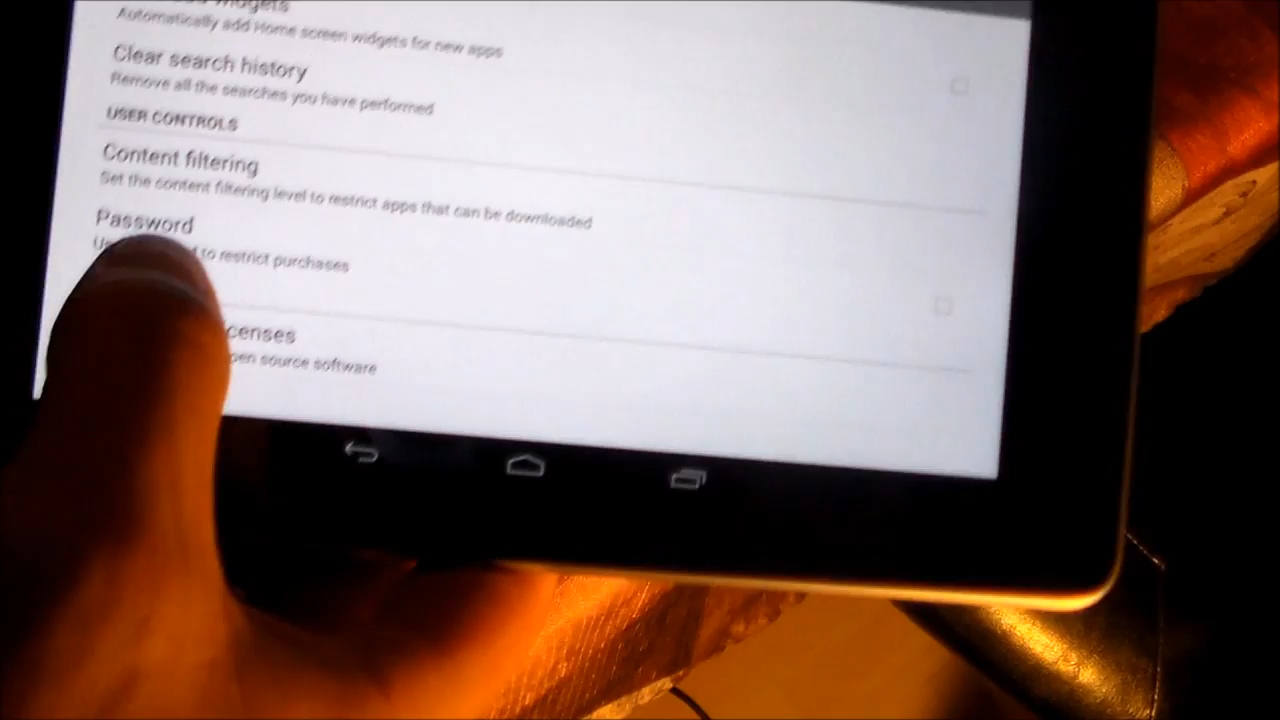 widgets
Automatically add Home screen widgets for new apps
Clear search history
Remove all the searches you have performed
USER CONTROLS
Content filtering
Set the content filtering level to restrict apps that can be downloaded
Password
to restrict purchases
icenses
pen source software